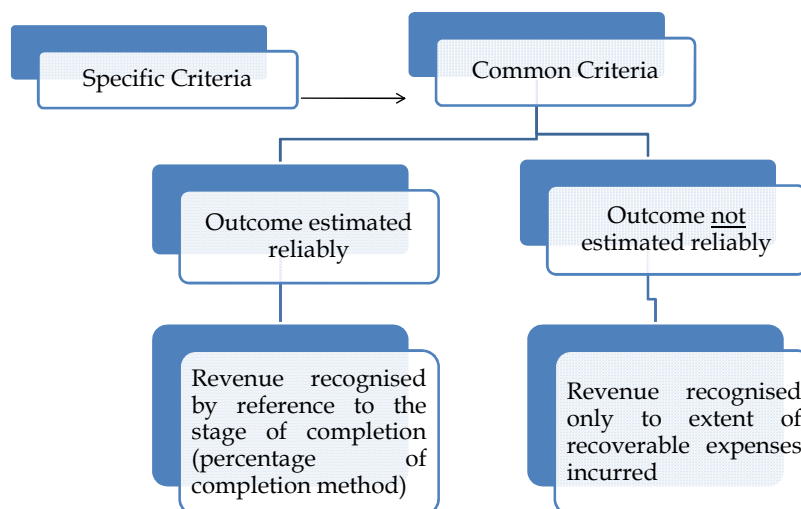 Specific Criteria
Common Criteria
Outcome estimated
reliably
Outcome not
estimated reliably
Revenue recognised
by reference to the
stage of completion
(percentage of
completion method)
Revenue recognised
only to extent of
recoverable expenses
incurred